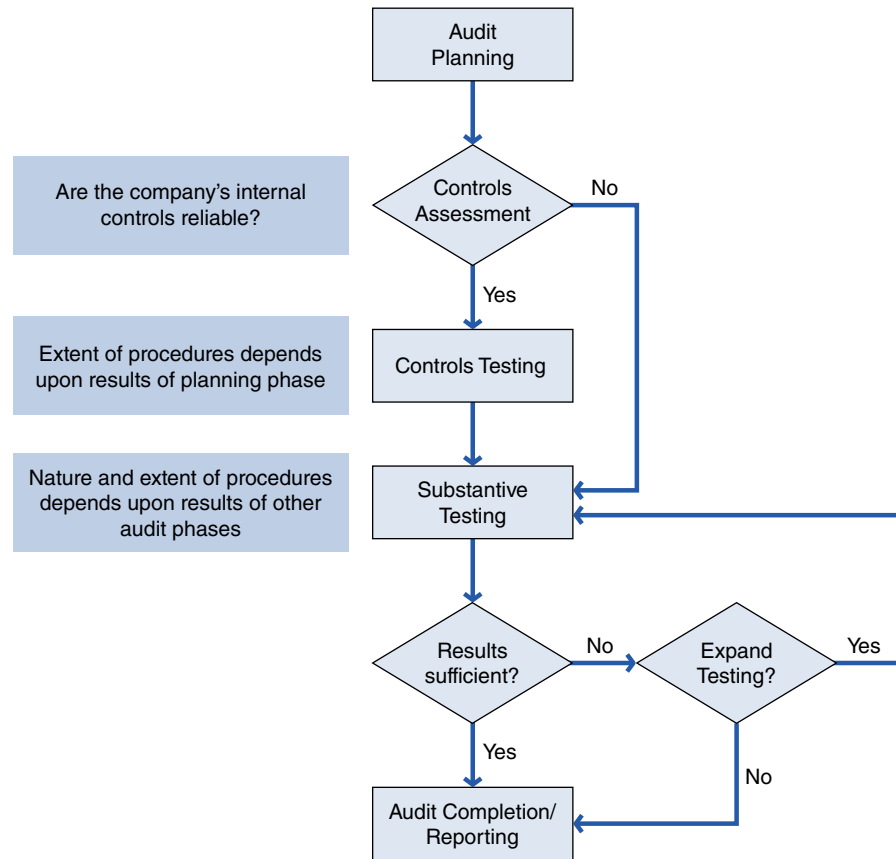 Audit
Planning
Are the company’s internal
controls reliable?
Controls
Assessment
No
Yes
Extent of procedures depends
upon results of planning phase
Controls Testing
Nature and extent of procedures
depends upon results of other
audit phases
Substantive
Testing
Results
sufficient?
No
Expand
Testing?
Yes
Yes
No
Audit Completion/
Reporting